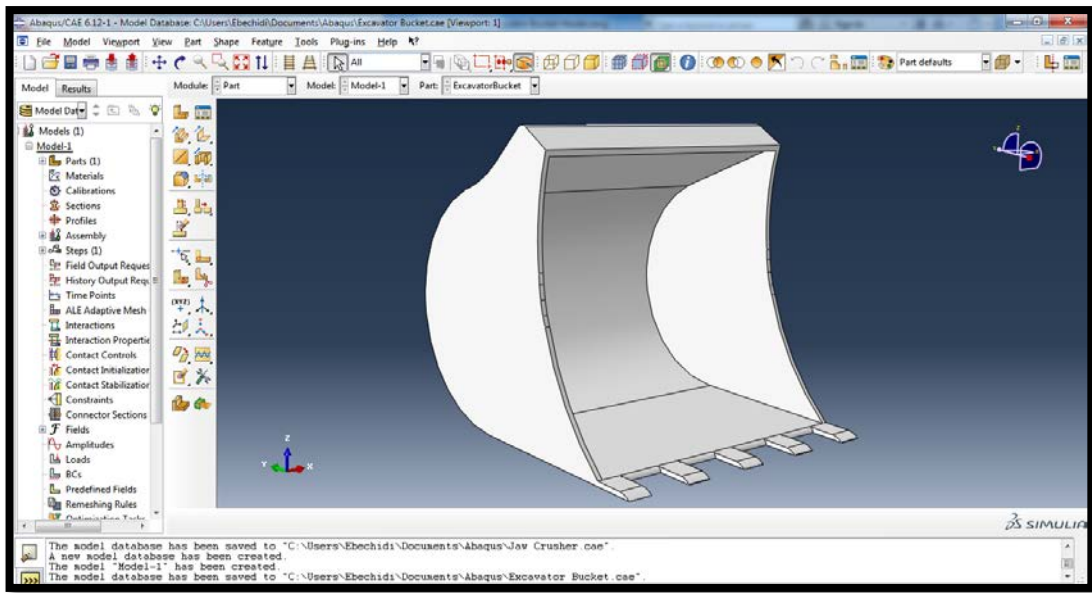 Abaqus/CAE 6.12-1 - Model Database: C:\Users\Ebechidi\Documents\Abaqus\Excavator Bucket.cae [Viewport: 1]
File Model Viewport View Part Shape Feature Tools Plug-ins Help
All Part defaults
Model Results Module: Part Model: Model-1 Part: ExcavatorBucket
Model Dat
Models (1)
Model-1
Parts (1)
Materials
Calibrations
Sections
Profiles
Assembly
Steps (1)
Field Output Reques
History Output Requ
Time Points
ALE Adaptive Mesh
Interactions
Interaction Propertie
Contact Controls
Contact Initialization
Contact Stabilization
Constraints
Connector Sections
Fields
Amplitudes
Loads
BCs
Predefined Fields
Remeshing Rules
Optimization Tasks
(XYZ)
Z
Y X
SIMULIA
The model database has been saved to "C:\Users\Ebechidi\Documents\Abaqus\Jaw Crusher.cae".
A new model database has been created.
The model "Model-1" has been created.
The model database has been saved to "C:\Users\Ebechidi\Documents\Abaqus\Excavator Bucket.cae".